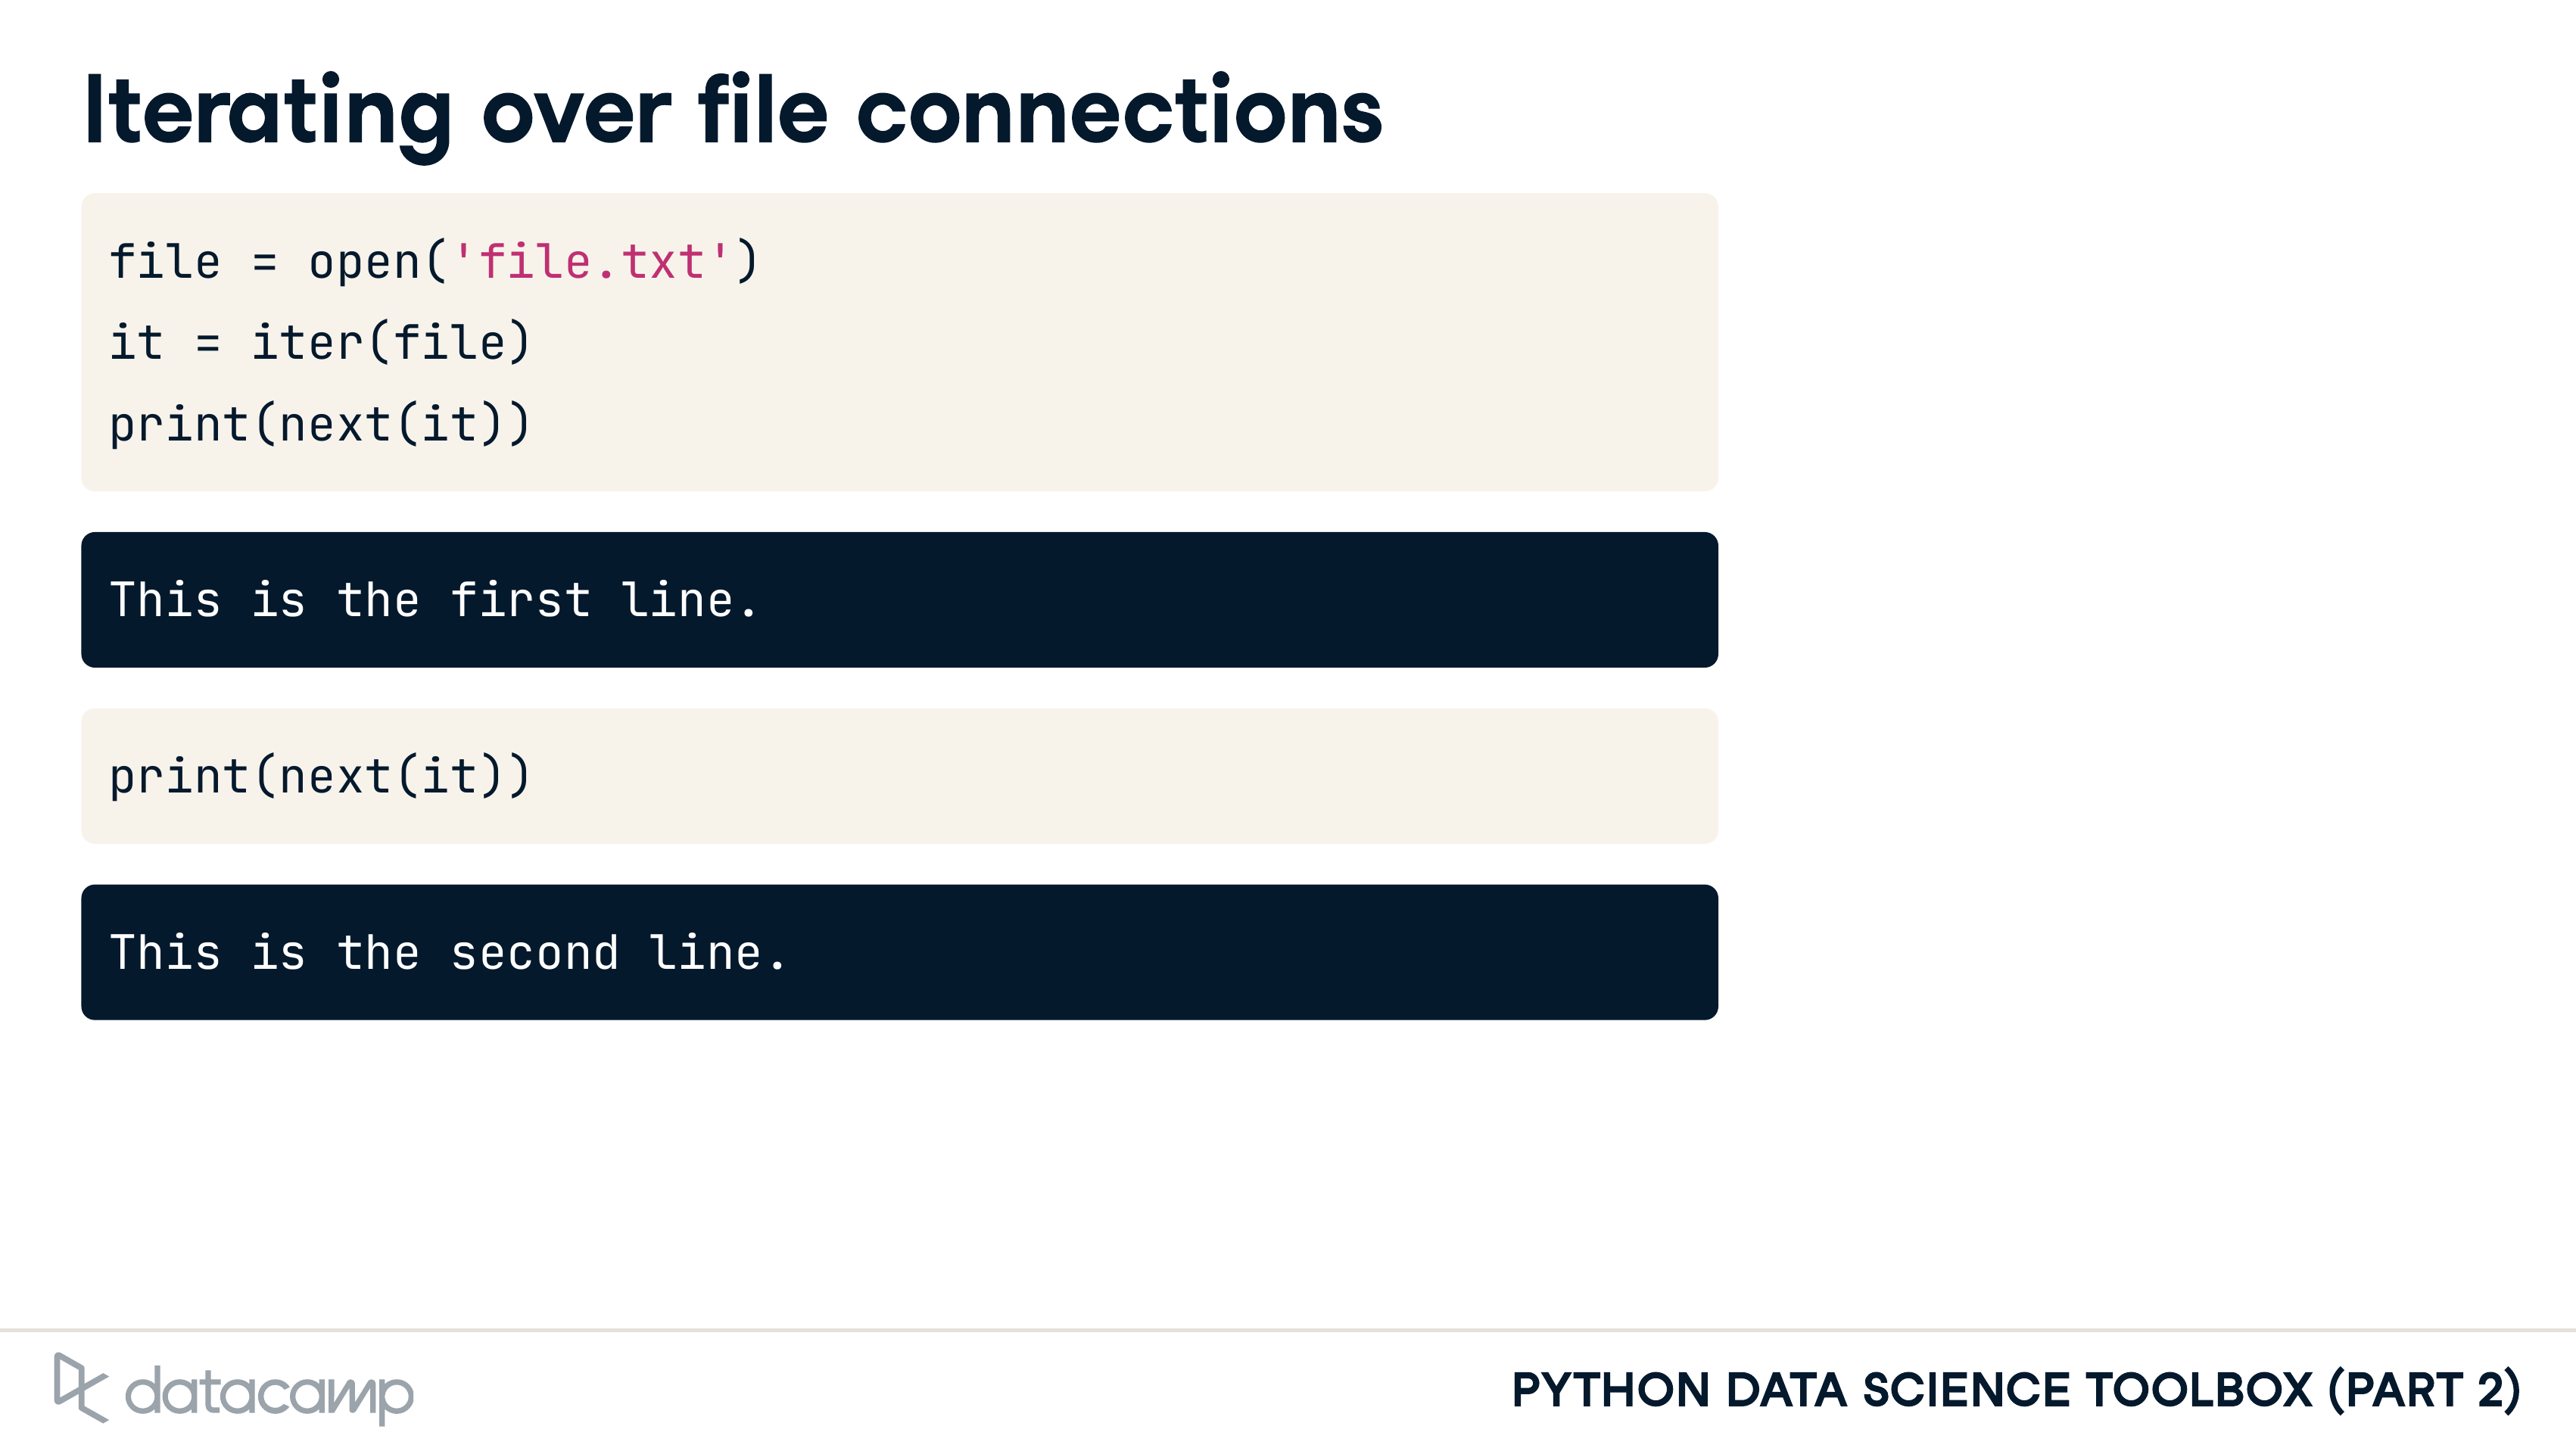 Iterating over file connections
file = open('file.txt')
it = iter(file)
print(next(it))
This is the first line.
print(next(it))
This is the second line.
datacamp
PYTHON DATA SCIENCE TOOLBOX (PART 2)